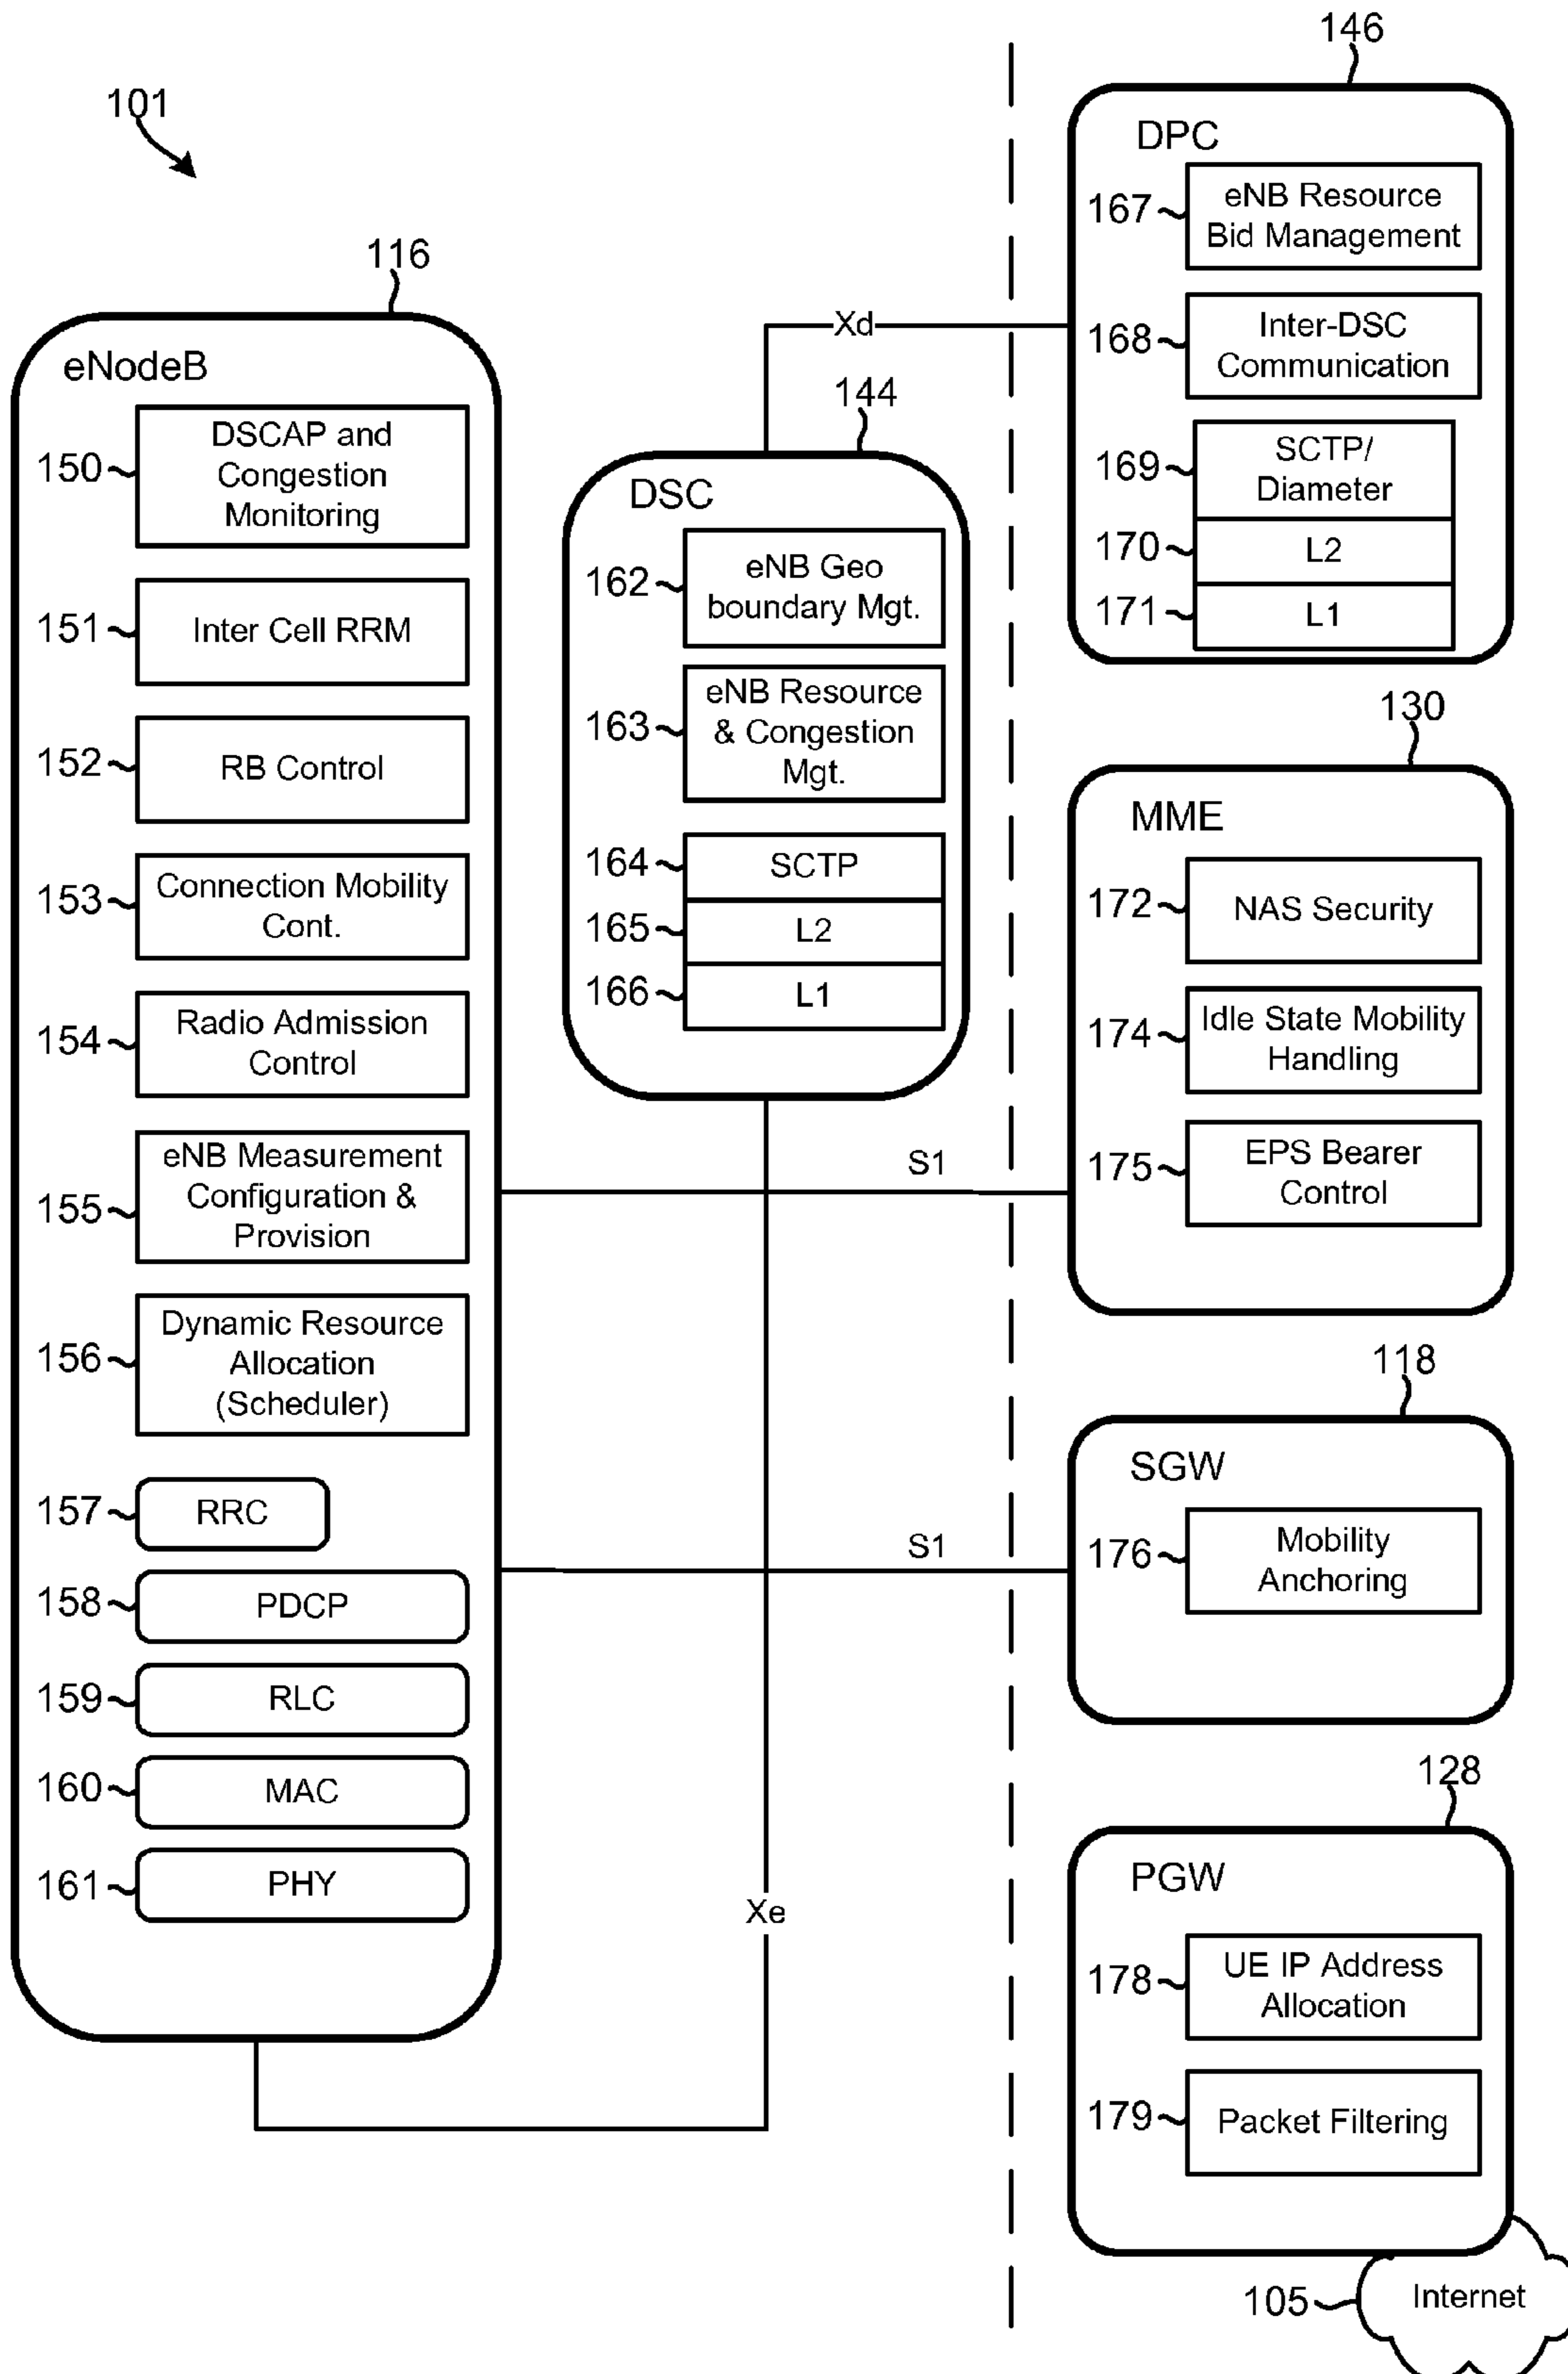 101
116
eNodeB
150
DSCAP and
Congestion
Monitoring
151
Inter Cell RRM
152
RB Control
153
Connection Mobility
Cont.
154
Radio Admission
Control
155
eNB Measurement
Configuration &
Provision
156
Dynamic Resource
Allocation
(Scheduler)
157
RRC
158
PDCP
159
RLC
160
MAC
161
PHY
Xd
144
DSC
162
eNB Geo
boundary Mgt.
163
eNB Resource
& Congestion
Mgt.
164
SCTP
165
L2
166
L1
S1
S1
Xe
146
DPC
167
eNB Resource
Bid Management
168
Inter-DSC
Communication
169
SCTP/
Diameter
170
L2
171
L1
130
MME
172
NAS Security
174
Idle State Mobility
Handling
175
EPS Bearer
Control
118
SGW
176
Mobility
Anchoring
128
PGW
178
UE IP Address
Allocation
179
Packet Filtering
105
Internet